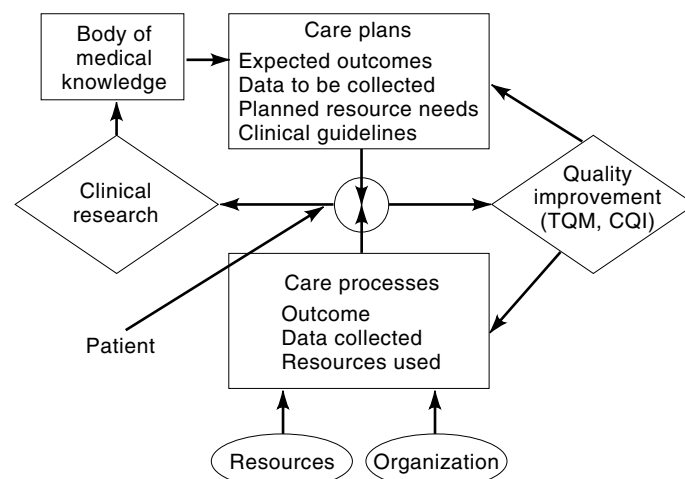 Body of
medical
knowledge
Care plans
Expected outcomes
Data to be collected
Planned resource needs
Clinical guidelines
Clinical
research
Quality
improvement
(TQM, CQI)
Care processes
Outcome
Data collected
Resources used
Patient
Resources
Organization